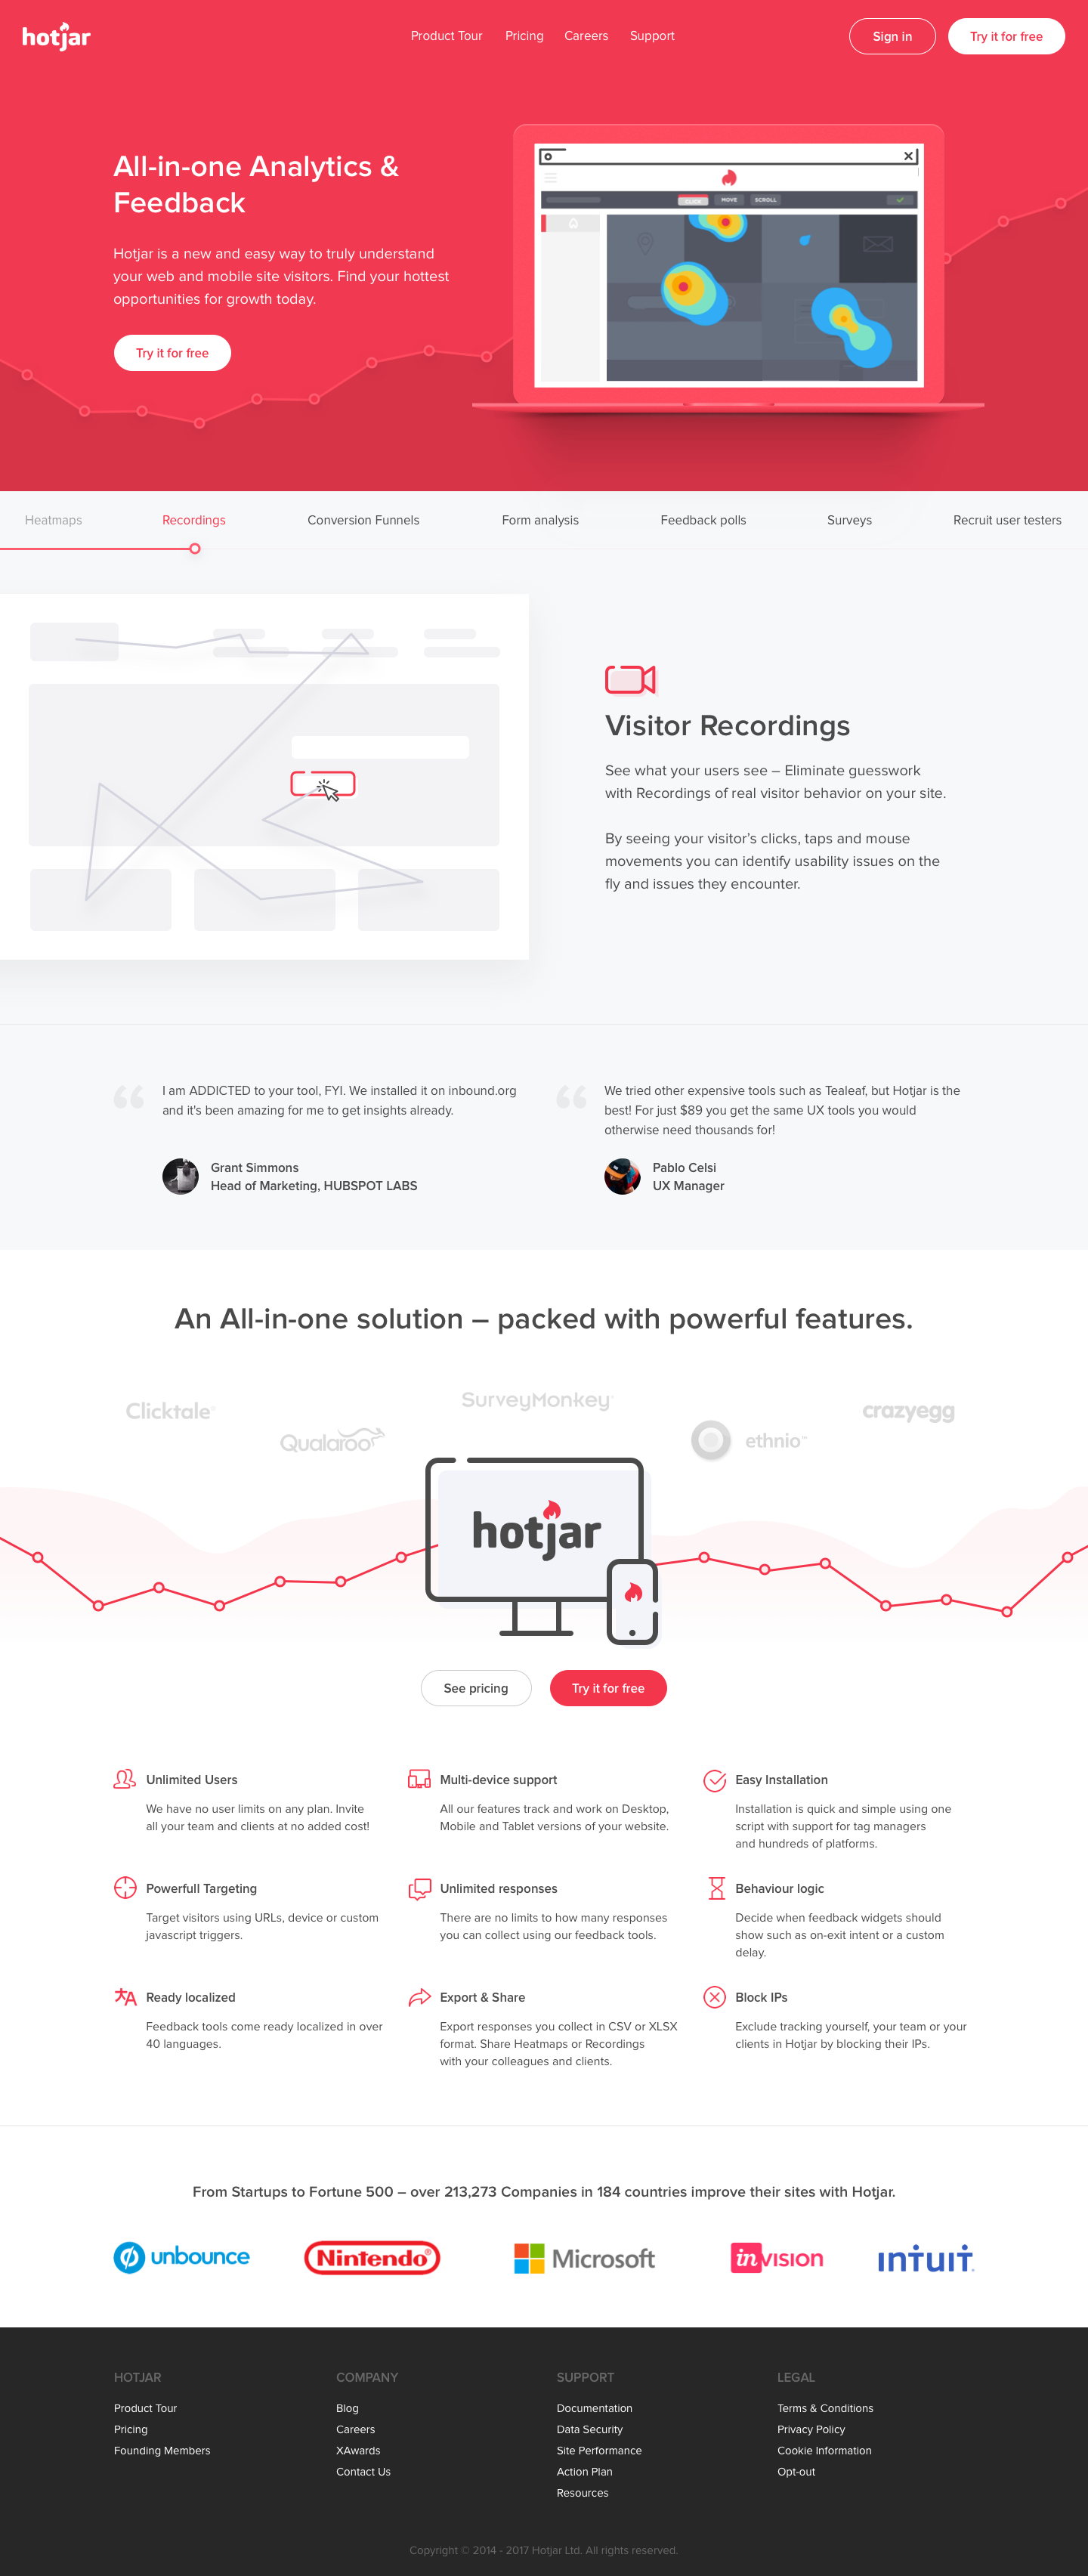 hotjar
Product Tour
Pricing
Careers
Support
Sign in
Try it for free
All-in-one Analytics &
Feedback
Hotjar is a new and easy way to truly understand
your web and mobile site visitors. Find your hottest
opportunities for growth today.
Try it for free
CLICK
MOVE
SCROLL
Heatmaps
Recordings
Conversion Funnels
Form analysis
Feedback polls
Surveys
Recruit user testers
Visitor Recordings
See what your users see – Eliminate guesswork
with Recordings of real visitor behavior on your site.
By seeing your visitor's clicks, taps and mouse
movements you can identify usability issues on the
fly and issues they encounter.
I am ADDICTED to your tool, FYI. We installed it on inbound.org
and it's been amazing for me to get insights already.
Grant Simmons
Head of Marketing, HUBSPOT LABS
We tried other expensive tools such as Tealeaf, but Hotjar is the
best! For just $89 you get the same UX tools you would
otherwise need thousands for!
Pablo Celsi
UX Manager
An All-in-one solution – packed with powerful features.
Clicktale
Qualaroo
SurveyMonkey
ethnio™
crazyegg
hotjar
See pricing
Try it for free
Unlimited Users
We have no user limits on any plan. Invite
all your team and clients at no added cost!
Multi-device support
All our features track and work on Desktop,
Mobile and Tablet versions of your website.
Easy Installation
Installation is quick and simple using one
script with support for tag managers
and hundreds of platforms.
Powerfull Targeting
Target visitors using URLs, device or custom
javascript triggers.
Unlimited responses
There are no limits to how many responses
you can collect using our feedback tools.
Behaviour logic
Decide when feedback widgets should
show such as on-exit intent or a custom
delay.
Ready localized
Feedback tools come ready localized in over
40 languages.
Export & Share
Export responses you collect in CSV or XLSX
format. Share Heatmaps or Recordings
with your colleagues and clients.
Block IPs
Exclude tracking yourself, your team or your
clients in Hotjar by blocking their IPs.
From Startups to Fortune 500 – over 213,273 Companies in 184 countries improve their sites with Hotjar.
unbounce
Nintendo®
Microsoft
invision
intuit
HOTJAR
Product Tour
Pricing
Founding Members
COMPANY
Blog
Careers
XAwards
Contact Us
SUPPORT
Documentation
Data Security
Site Performance
Action Plan
Resources
LEGAL
Terms & Conditions
Privacy Policy
Cookie Information
Opt-out
Copyright © 2014 - 2017 Hotjar Ltd. All rights reserved.